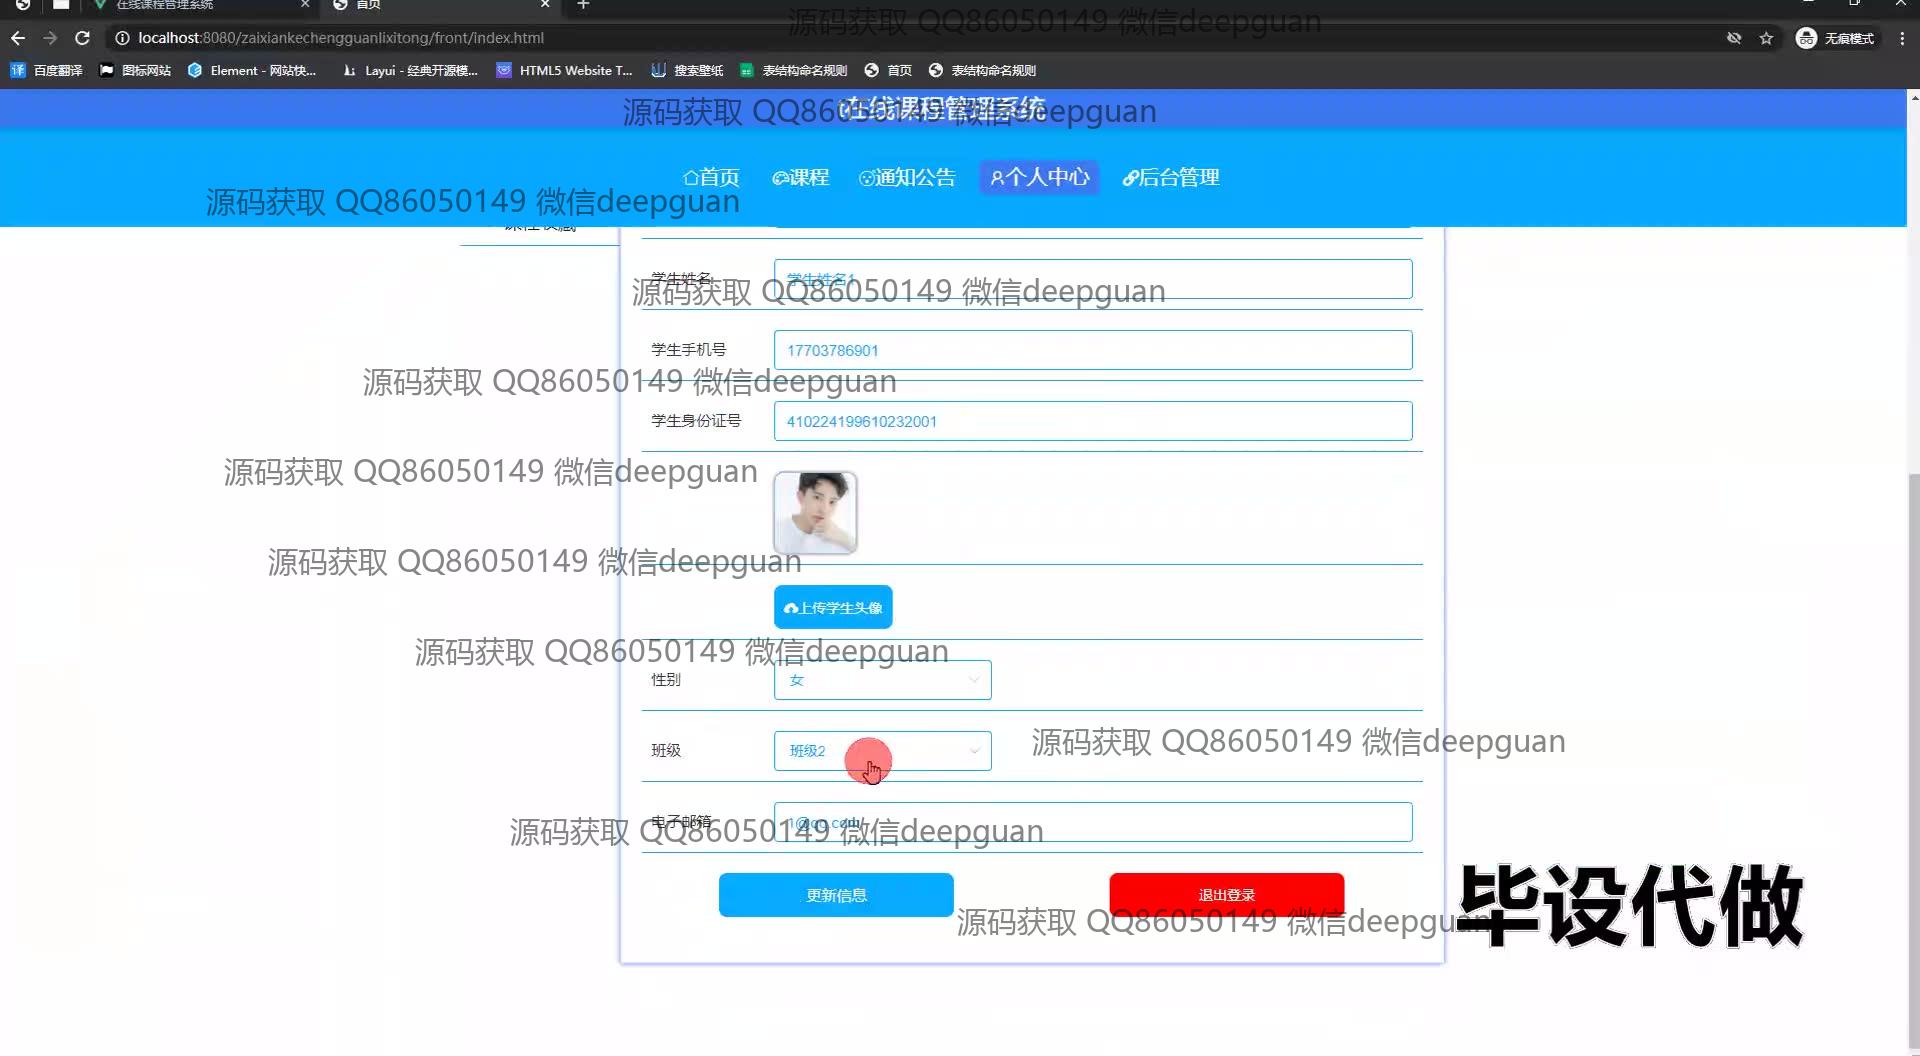 在线课程管理系统
首页
源码获取 QQ86050149 微信deepguan
localhost:8080/zaixiankechengguanlixitong/front/index.html
无痕模式
百度翻译
图标网站
Element - 网站快...
Layui - 经典开源模...
HTML5 Website T...
搜索壁纸
表结构命名规则
首页
表结构命名规则
在线课程管理系统
源码获取 QQ86050149 微信deepguan
首页
课程
通知公告
个人中心
后台管理
源码获取 QQ86050149 微信deepguan
学生姓名
学生姓名1
源码获取 QQ86050149 微信deepguan
学生手机号
17703786901
源码获取 QQ86050149 微信deepguan
学生身份证号
410224199610232001
源码获取 QQ86050149 微信deepguan
源码获取 QQ86050149 微信deepguan
上传学生头像
源码获取 QQ86050149 微信deepguan
性别
女
班级
班级2
源码获取 QQ86050149 微信deepguan
电子邮箱
1@qq.com
源码获取 QQ86050149 微信deepguan
更新信息
退出登录
源码获取 QQ86050149 微信deepguan
毕设代做